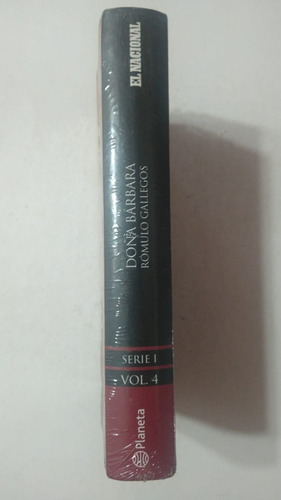 EL NACIONAL
DOÑA BÁRBARA
RÓMULO GALLEGOS
SERIE I
VOL. 4
Planeta